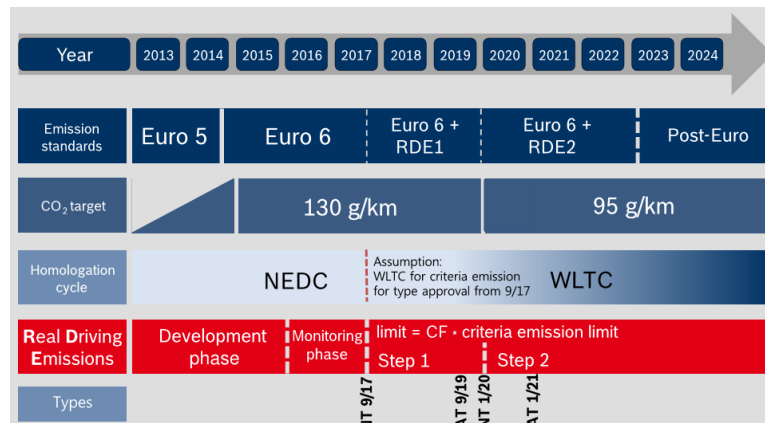 Year 2013 2014 2015 2016 2017 2018 2019 2020 2021 2022 2023 2024
Emission
standards
Euro 5
Euro 6
Euro 6 +
RDE1
Euro 6 +
RDE2
Post-Euro
CO₂ target
130 g/km
95 g/km
Homologation
cycle
NEDC
Assumption:
WLTC for criteria emission
for type approval from 9/17
WLTC
Real Driving
Emissions
Development
phase
Monitoring
phase
limit = CF • criteria emission limit
Step 1
Step 2
Types
9/17
9/19
1/20
1/21